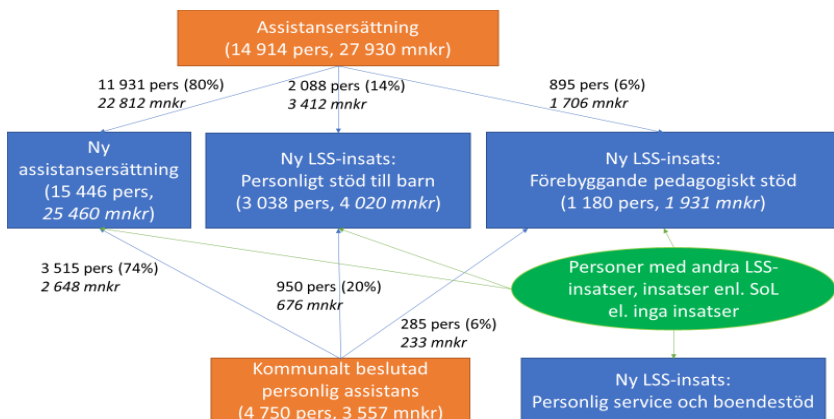 Assistansersättning
(14 914 pers, 27 930 mnkr)
11 931 pers (80%)
22 812 mnkr
2 088 pers (14%)
3 412 mnkr
895 pers (6%)
1 706 mnkr
Ny
assistansersättning
(15 446 pers,
25 460 mnkr)
Ny LSS-insats:
Personligt stöd till barn
(3 038 pers, 4 020 mnkr)
Ny LSS-insats:
Förebyggande pedagogiskt stöd
(1 180 pers, 1 931 mnkr)
3 515 pers (74%)
2 648 mnkr
950 pers (20%)
676 mnkr
285 pers (6%)
233 mnkr
Personer med andra LSS-
insatser, insatser enl. SoL
el. inga insatser
Kommunalt beslutad
personlig assistans
(4 750 pers, 3 557 mnkr)
Ny LSS-insats:
Personlig service och boendestöd